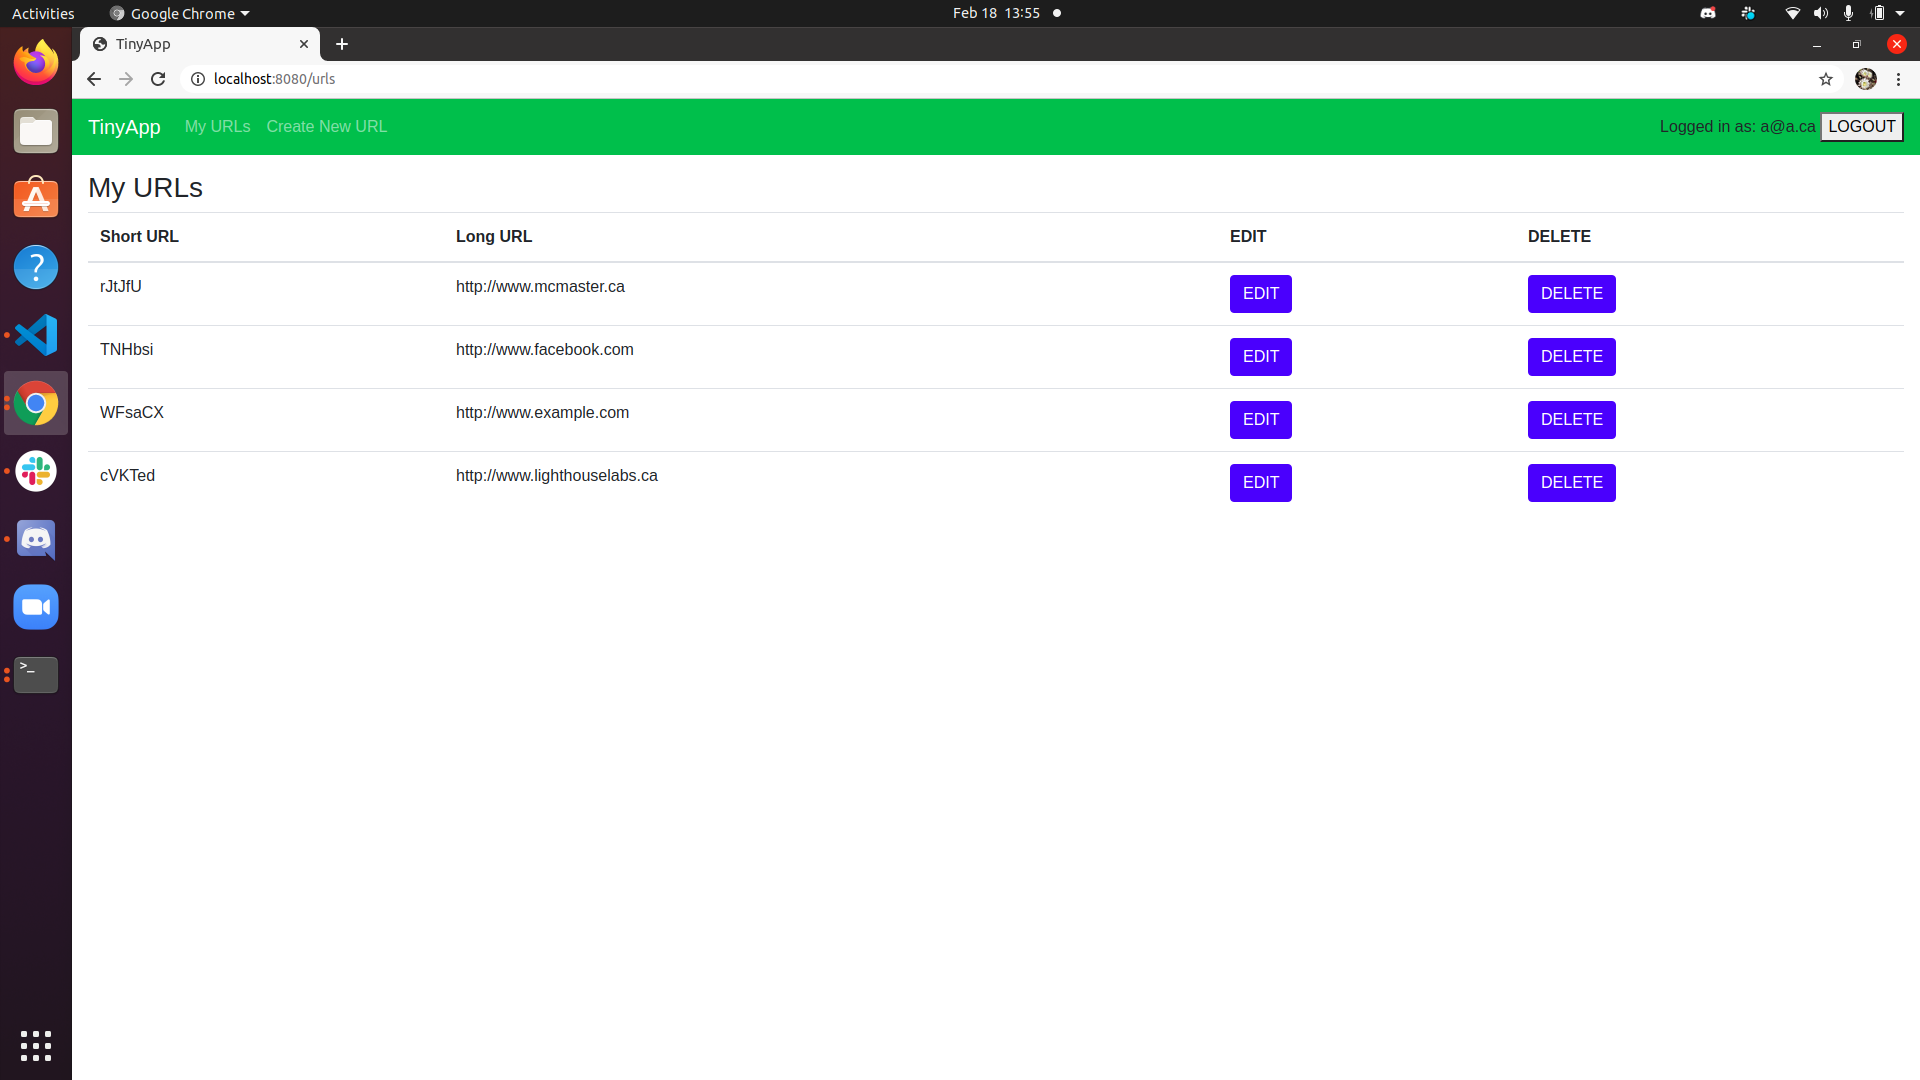 Activities Google Chrome Feb 18 13:55
TinyApp
localhost:8080/urls
TinyApp My URLs Create New URL Logged in as: a@a.ca LOGOUT
My URLs
Short URL Long URL EDIT DELETE
rJtJfU http://www.mcmaster.ca EDIT DELETE
TNHbsi http://www.facebook.com EDIT DELETE
WFsaCX http://www.example.com EDIT DELETE
cVKTed http://www.lighthouselabs.ca EDIT DELETE